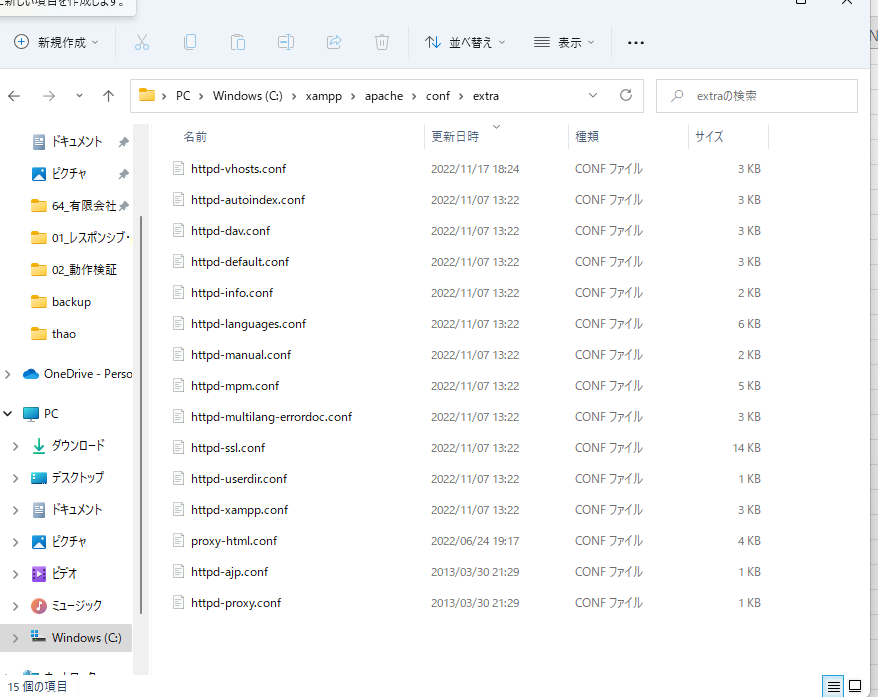 に新しい項目を作成します。
新規作成
並べ替え
表示
PC > Windows (C:) > xampp > apache > conf > extra
extraの検索
名前 更新日時 種類 サイズ
ドキュメント
ピクチャ
64_有限会社
01_レスポンシブ・
02_動作検証
backup
thao
OneDrive - Perso
PC
ダウンロード
デスクトップ
ドキュメント
ピクチャ
ビデオ
ミュージック
Windows (C:)
httpd-vhosts.conf 2022/11/17 18:24 CONF ファイル 3 KB
httpd-autoindex.conf 2022/11/07 13:22 CONF ファイル 3 KB
httpd-dav.conf 2022/11/07 13:22 CONF ファイル 3 KB
httpd-default.conf 2022/11/07 13:22 CONF ファイル 3 KB
httpd-info.conf 2022/11/07 13:22 CONF ファイル 2 KB
httpd-languages.conf 2022/11/07 13:22 CONF ファイル 6 KB
httpd-manual.conf 2022/11/07 13:22 CONF ファイル 2 KB
httpd-mpm.conf 2022/11/07 13:22 CONF ファイル 5 KB
httpd-multilang-errordoc.conf 2022/11/07 13:22 CONF ファイル 3 KB
httpd-ssl.conf 2022/11/07 13:22 CONF ファイル 14 KB
httpd-userdir.conf 2022/11/07 13:22 CONF ファイル 1 KB
httpd-xampp.conf 2022/11/07 13:22 CONF ファイル 3 KB
proxy-html.conf 2022/06/24 19:17 CONF ファイル 4 KB
httpd-ajp.conf 2013/03/30 21:29 CONF ファイル 1 KB
httpd-proxy.conf 2013/03/30 21:29 CONF ファイル 1 KB
15 個の項目